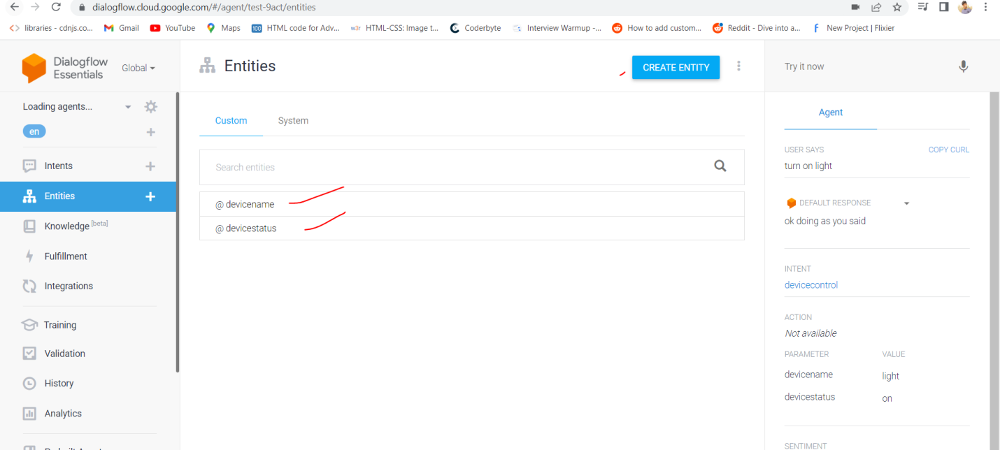 dialogflow.cloud.google.com/#/agent/test-9act/entities
libraries - cdnjs.co... Gmail YouTube Maps 100 HTML code for Adv... w3r HTML-CSS: Image t... Coderbyte Interview Warmup -... How to add custom... Reddit - Dive into a... New Project | Flixier
Dialogflow
Essentials
Global
Entities
CREATE ENTITY
Try it now
Loading agents...
en
Intents
Entities
Knowledge [beta]
Fulfillment
Integrations
Training
Validation
History
Analytics
Custom System
Search entities
@ devicename
@ devicestatus
Agent
USER SAYS COPY CURL
turn on light
DEFAULT RESPONSE
ok doing as you said
INTENT
devicecontrol
ACTION
Not available
PARAMETER VALUE
devicename light
devicestatus on
SENTIMENT